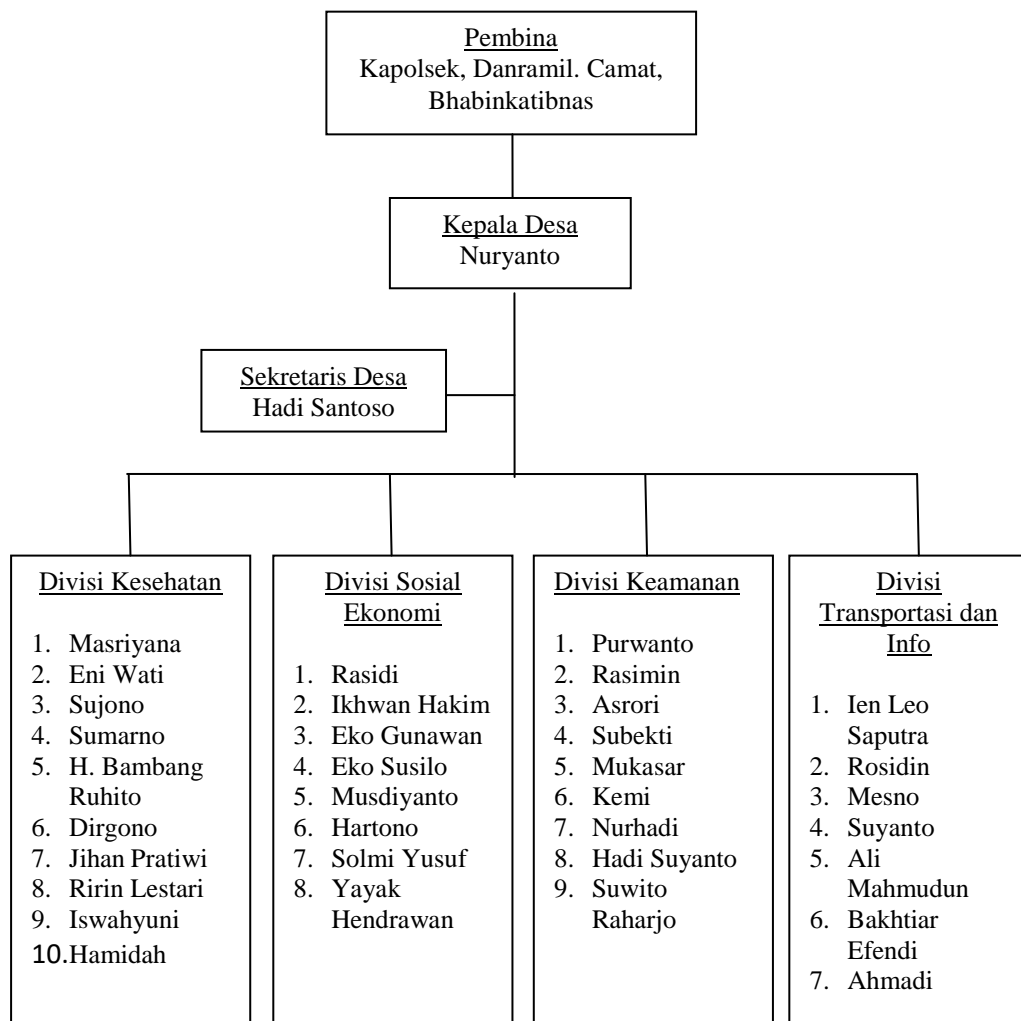 Pembina
Kapolsek, Danramil. Camat,
Bhabinkatibnas
Kepala Desa
Nuryanto
Sekretaris Desa
Hadi Santoso
Divisi Kesehatan
1. Masriyana
2. Eni Wati
3. Sujono
4. Sumarno
5. H. Bambang
Ruhito
6. Dirgono
7. Jihan Pratiwi
8. Ririn Lestari
9. Iswahyuni
10.Hamidah
Divisi Sosial
Ekonomi
1. Rasidi
2. Ikhwan Hakim
3. Eko Gunawan
4. Eko Susilo
5. Musdiyanto
6. Hartono
7. Solmi Yusuf
8. Yayak
Hendrawan
Divisi Keamanan
1. Purwanto
2. Rasimin
3. Asrori
4. Subekti
5. Mukasar
6. Kemi
7. Nurhadi
8. Hadi Suyanto
9. Suwito
Raharjo
Divisi
Transportasi dan
Info
1. Ien Leo
Saputra
2. Rosidin
3. Mesno
4. Suyanto
5. Ali
Mahmudun
6. Bakhtiar
Efendi
7. Ahmadi